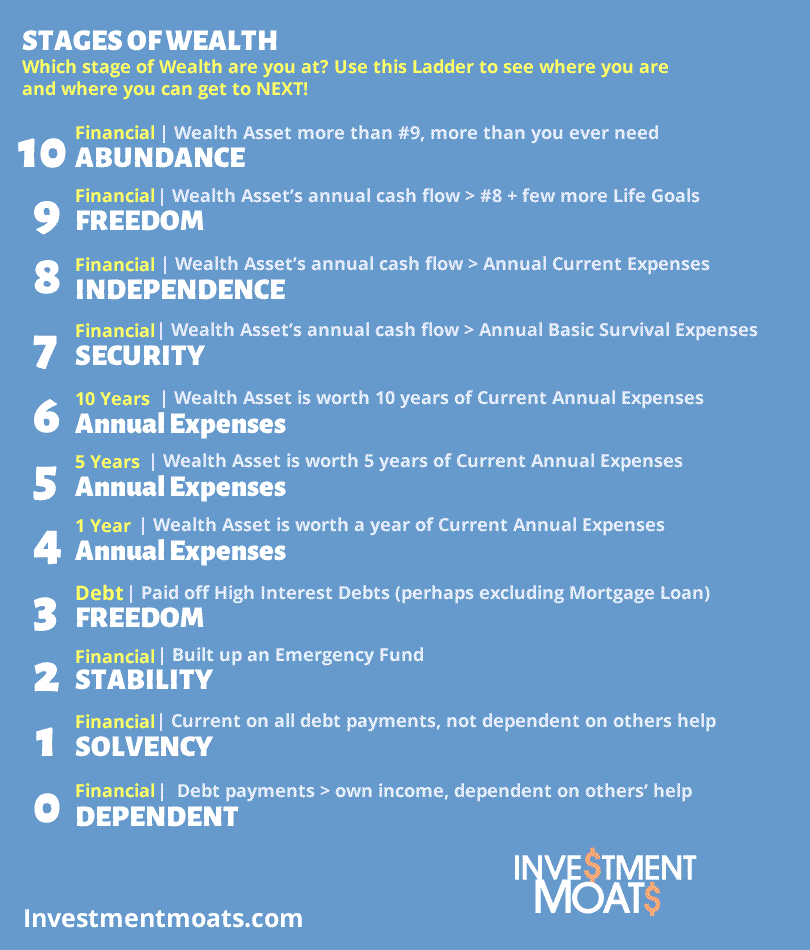 STAGES OF WEALTH
Which stage of Wealth are you at? Use this Ladder to see where you are
and where you can get to NEXT!
10 Financial | Wealth Asset more than #9, more than you ever need
ABUNDANCE
9 Financial | Wealth Asset's annual cash flow > #8 + few more Life Goals
FREEDOM
8 Financial | Wealth Asset's annual cash flow > Annual Current Expenses
INDEPENDENCE
7 Financial | Wealth Asset's annual cash flow > Annual Basic Survival Expenses
SECURITY
6 10 Years | Wealth Asset is worth 10 years of Current Annual Expenses
Annual Expenses
5 5 Years | Wealth Asset is worth 5 years of Current Annual Expenses
Annual Expenses
4 1 Year | Wealth Asset is worth a year of Current Annual Expenses
Annual Expenses
3 Debt | Paid off High Interest Debts (perhaps excluding Mortgage Loan)
FREEDOM
2 Financial | Built up an Emergency Fund
STABILITY
1 Financial | Current on all debt payments, not dependent on others help
SOLVENCY
0 Financial | Debt payments > own income, dependent on others' help
DEPENDENT
INVE$TMENT
MOAT$
Investmentmoats.com